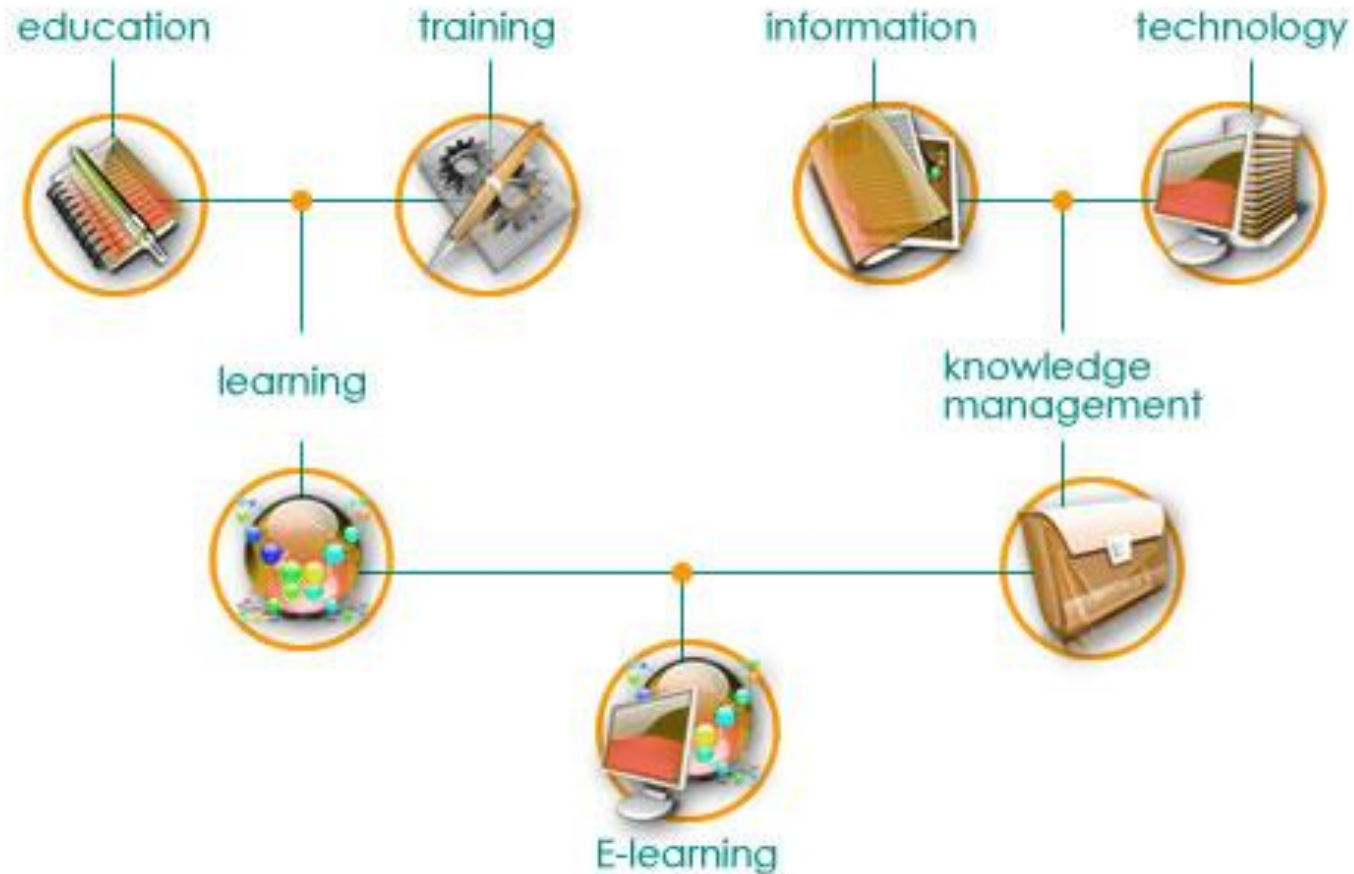 education
training
information
technology
learning
knowledge
management
E-learning